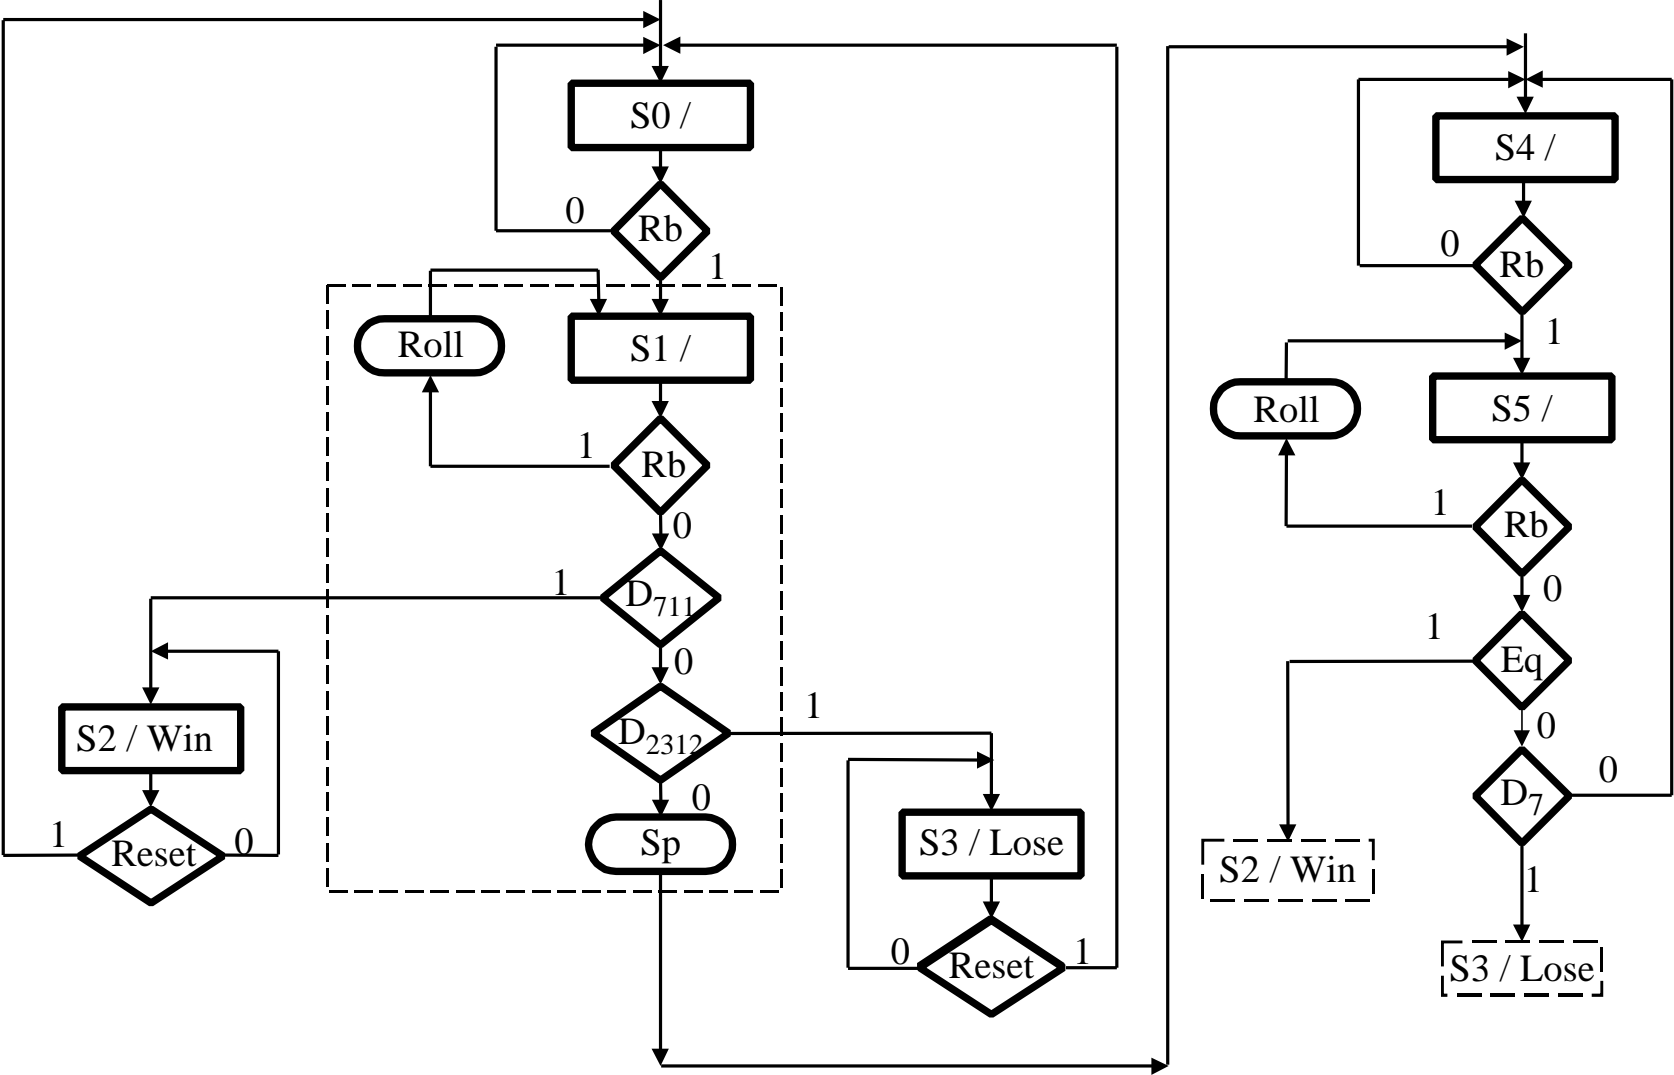 S0 /
0
Rb
1
Roll
S1 /
1
Rb
0
1
D711
0
D2312
1
0
Sp
S2 / Win
1
Reset
0
S3 / Lose
0
Reset
1
S4 /
0
Rb
1
Roll
S5 /
1
Rb
0
1
Eq
0
D7
0
1
S2 / Win
S3 / Lose